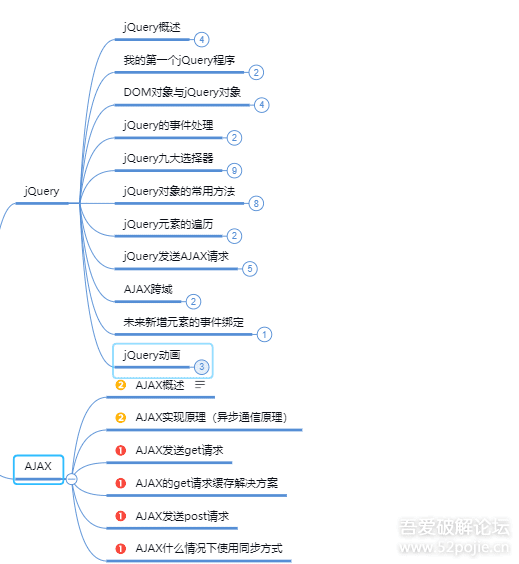 jQuery概述
4
我的第一个jQuery程序
2
DOM对象与jQuery对象
4
jQuery的事件处理
2
jQuery九大选择器
9
jQuery
jQuery对象的常用方法
8
jQuery元素的遍历
2
jQuery发送AJAX请求
5
AJAX跨域
2
未来新增元素的事件绑定
1
jQuery动画
3
2 AJAX概述
2 AJAX实现原理（异步通信原理）
1 AJAX发送get请求
AJAX
1 AJAX的get请求缓存解决方案
1 AJAX发送post请求
1 AJAX什么情况下使用同步方式
吾爱破解论坛
www.52pojie.cn